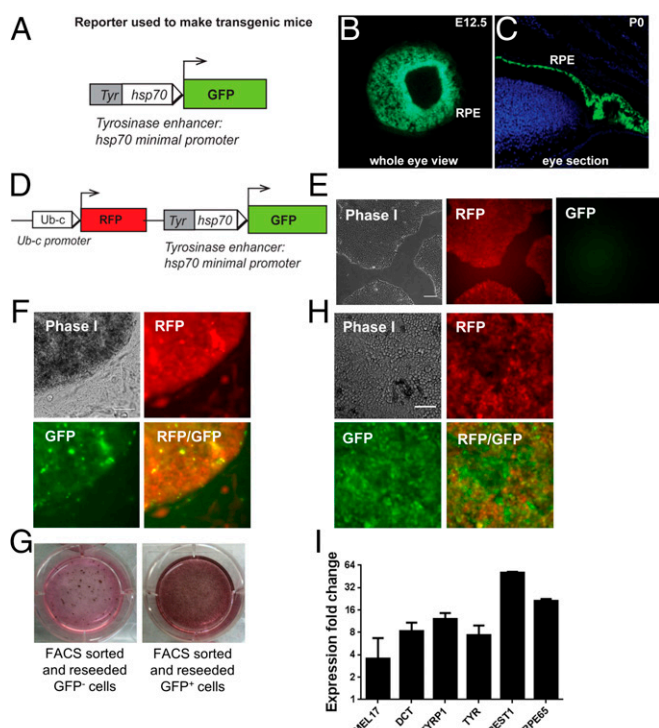 A
Reporter used to make transgenic mice
Tyr
hsp70
GFP
Tyrosinase enhancer:
hsp70 minimal promoter
B
E12.5
RPE
whole eye view
C
P0
RPE
eye section
D
Ub-c
RFP
Tyr
hsp70
GFP
Ub-c promoter
Tyrosinase enhancer:
hsp70 minimal promoter
E
Phase I
RFP
GFP
F
Phase I
RFP
GFP
RFP/GFP
H
Phase I
RFP
GFP
RFP/GFP
G
FACS sorted
and reseeded
GFP⁻ cells
FACS sorted
and reseeded
GFP⁺ cells
I
Expression fold change
64
32
16
8
4
2
1
DCT
TYR